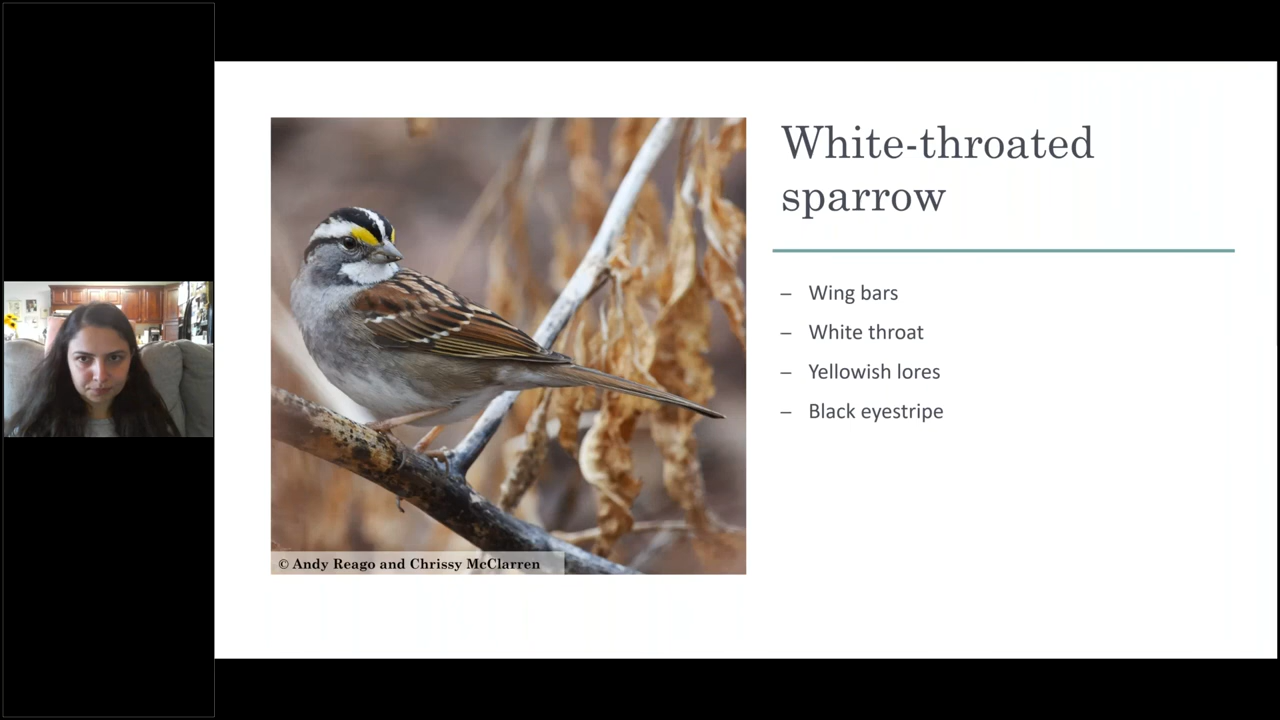 White-throated
sparrow
– Wing bars
– White throat
– Yellowish lores
– Black eyestripe
© Andy Reago and Chrissy McClarren